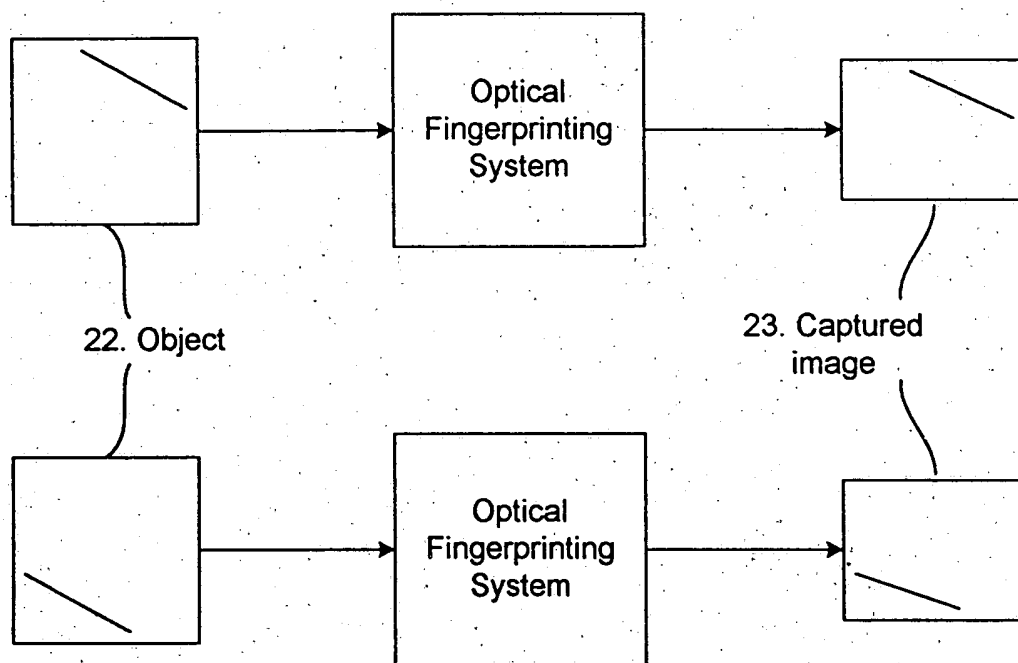 Optical
Fingerprinting
System
22. Object
23. Captured
image
Optical
Fingerprinting
System